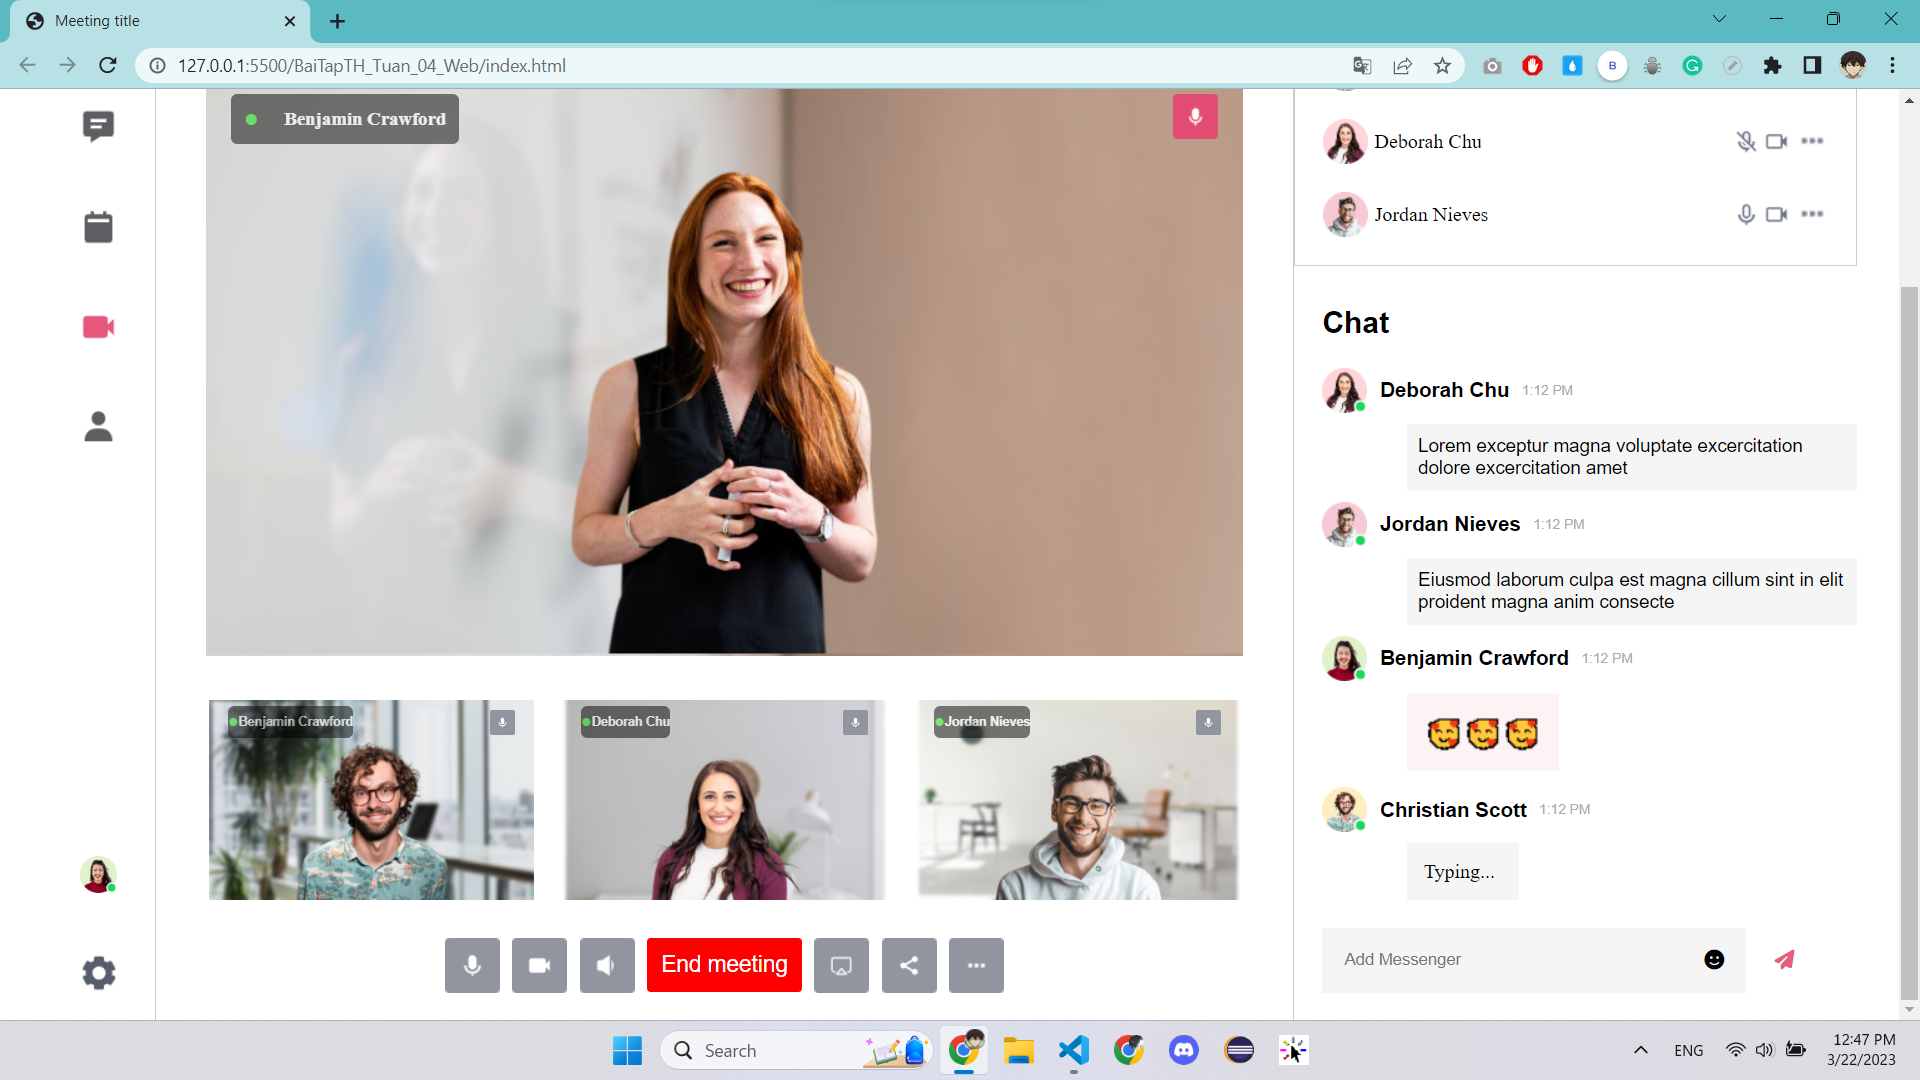 Meeting title
127.0.0.1:5500/BaiTapTH_Tuan_04_Web/index.html
B
Benjamin Crawford
Deborah Chu
Jordan Nieves
Chat
Deborah Chu 1:12 PM
Lorem exceptur magna voluptate excercitation
dolore excercitation amet
Jordan Nieves 1:12 PM
Eiusmod laborum culpa est magna cillum sint in elit
proident magna anim consecte
Benjamin Crawford 1:12 PM
Christian Scott 1:12 PM
Typing...
Add Messenger
Benjamin Crawford
Deborah Chu
Jordan Nieves
End meeting
Search
ENG
12:47 PM
3/22/2023